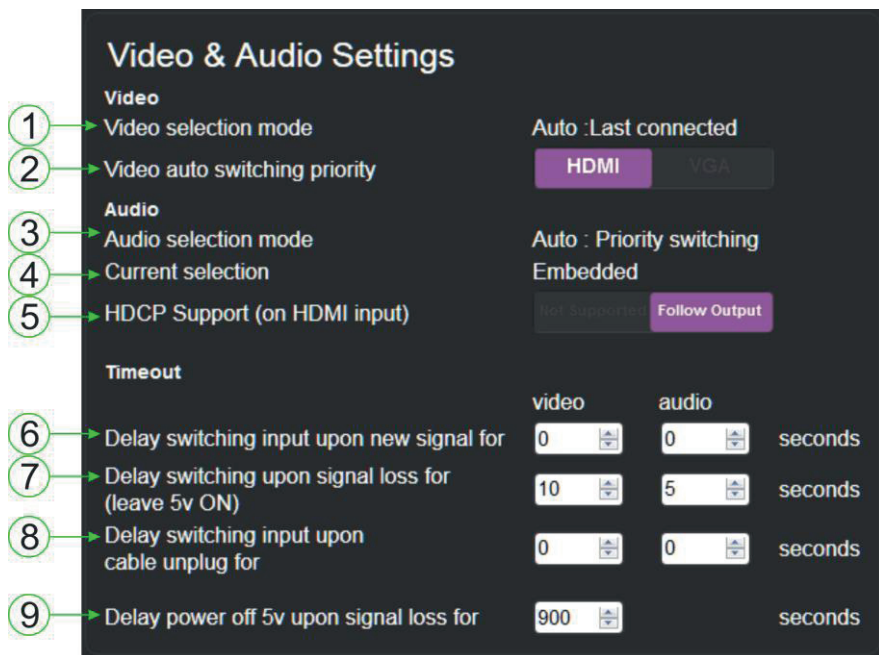 Video & Audio Settings
Video
1 Video selection mode Auto :Last connected
2 Video auto switching priority HDMI VGA
Audio
3 Audio selection mode Auto : Priority switching
4 Current selection Embedded
5 HDCP Support (on HDMI input) Not Supported Follow Output
Timeout
video audio
6 Delay switching input upon new signal for 0 0 seconds
7 Delay switching upon signal loss for
(leave 5v ON) 10 5 seconds
8 Delay switching input upon
cable unplug for 0 0 seconds
9 Delay power off 5v upon signal loss for 900 seconds